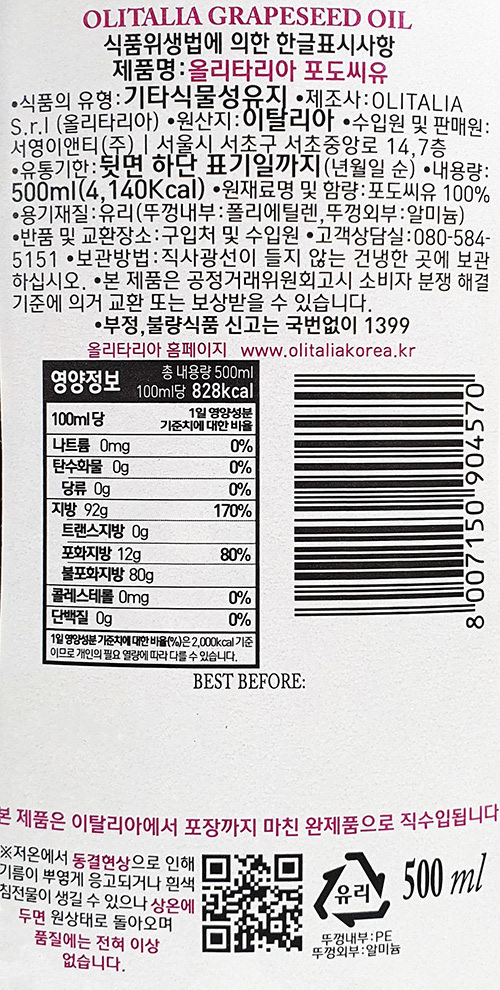 OLITALIA GRAPESEED OIL
식품위생법에 의한 한글표시사항
제품명:올리타리아 포도씨유
•식품의 유형:기타식물성유지 •제조사:OLITALIA
S.r.l (올리타리아) •원산지:이탈리아 •수입원 및 판매원:
서영이앤티(주) | 서울시 서초구 서초중앙로 14,7층
•유통기한:뒷면 하단 표기일까지(년월일 순) •내용량:
500ml(4,140Kcal) •원재료명 및 함량:포도씨유 100%
•용기재질:유리(뚜껑내부:폴리에틸렌,뚜껑외부:알미늄)
•반품 및 교환장소:구입처 및 수입원 •고객상담실:080-584-
5151 •보관방법:직사광선이 들지 않는 건냉한 곳에 보관
하십시오. •본 제품은 공정거래위원회고시 소비자 분쟁 해결
기준에 의거 교환 또는 보상받을 수 있습니다.
•부정,불량식품 신고는 국번없이 1399
올리타리아 홈페이지 www.olitaliakorea.kr
영양정보 총 내용량 500ml
100ml당 828kcal
100ml당 1일 영양성분
기준치에 대한 비율
나트륨 0mg 0%
탄수화물 0g 0%
당류 0g 0%
지방 92g 170%
트랜스지방 0g
포화지방 12g 80%
불포화지방 80g
콜레스테롤 0mg 0%
단백질 0g 0%
1일 영양성분 기준치에 대한 비율(%)은 2,000kcal 기준
이므로 개인의 필요 열량에 따라 다를 수 있습니다.
8 007150 904570
BEST BEFORE:
본 제품은 이탈리아에서 포장까지 마친 완제품으로 직수입됩니다
※저온에서 동결현상으로 인해
기름이 뿌옇게 응고되거나 흰색
침전물이 생길 수 있으나 상온에
두면 원상태로 돌아오며
품질에는 전혀 이상
없습니다.
유리
500 ml
뚜껑내부:PE
뚜껑외부:알미늄